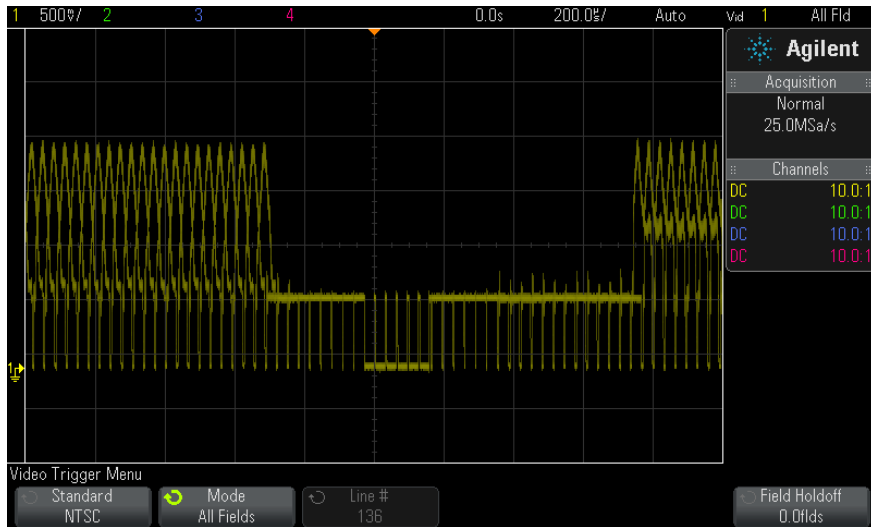 1 500♉/ 2 3 4 0.0s 200.0㎲/ Auto Vid 1 All Fld
Agilent
Acquisition
Normal
25.0MSa/s
Channels
DC 10.0:1
DC 10.0:1
DC 10.0:1
DC 10.0:1
1
Video Trigger Menu
Standard
NTSC
Mode
All Fields
Line #
136
Field Holdoff
0.0flds